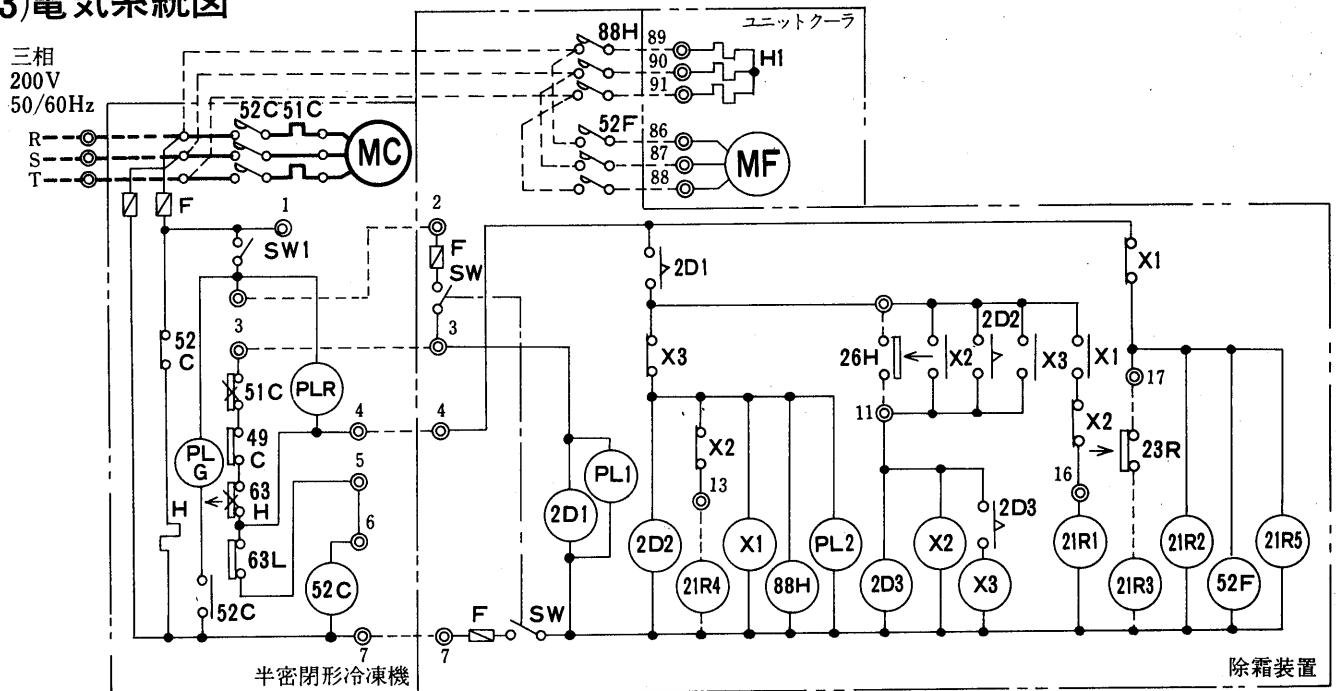 3)電気系統図
三相
200V
50/60Hz
R
S
T
52C 51C
MC
88H
89
90
91
H1
ユニットクーラ
52F
86
87
88
MF
F
1
SW1
2
F
SW
3
3
52
C
51C
PLR
4
4
49
C
PL
G
63
H
5
6
H
63L
52C
52C
7
7
F
SW
2D1
PL1
2D1
X3
X2
13
2D2
21R4
X1
88H
PL2
26H
X2
2D2
X3
X1
11
2D3
2D3
X2
X3
X2
16
21R1
X1
17
23R
21R3
21R2
52F
21R5
半密閉形冷凍機
除霜装置